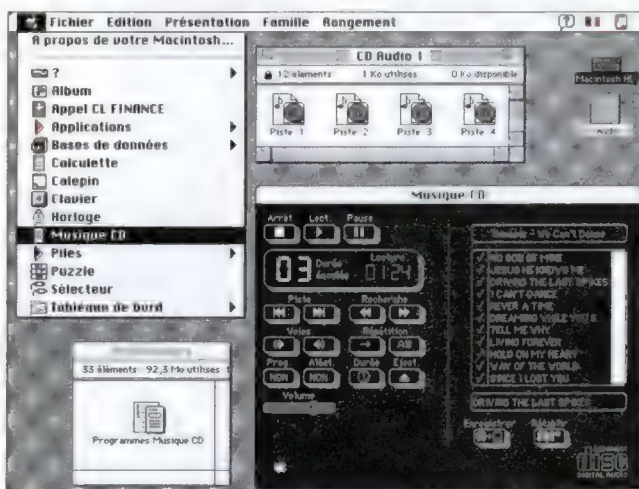 Fichier Edition Présentation Famille Rangement
A propos de votre Macintosh...
?
Album
Appel CL FINANCE
Applications
Bases de données
Calculette
Calepin
Clavier
Horloge
Musique CD
Piles
Puzzle
Sélecteur
Tableaux de bord
CD Audio 1
12 éléments 1 Ko utilisés 0 Ko disponible
Piste 1 Piste 2 Piste 3 Piste 4
Macintosh HD
33 éléments 92,3 Mo utilisés
Programmes Musique CD
Musique CD
Arrêt Lect. Pause
03 Durée écoulée Lecture 01:24
Piste Recherche
Voies Répétition
Prog. Aléat. Durée Eject.
NON NON
Volume
Genesis - We Can't Dance
NO SON OF MINE
JESUS HE KNOWS ME
DRIVING THE LAST SPIKES
I CAN'T DANCE
NEVER A TIME
DREAMING WHILE YOU S
TELL ME WHY
LIVING FOREVER
HOLD ON MY HEART
WAY OF THE WORLD
SINCE I LOST YOU
DRIVING THE LAST SPIKES
Enregistrer Rétablir
disc
DIGITAL AUDIO